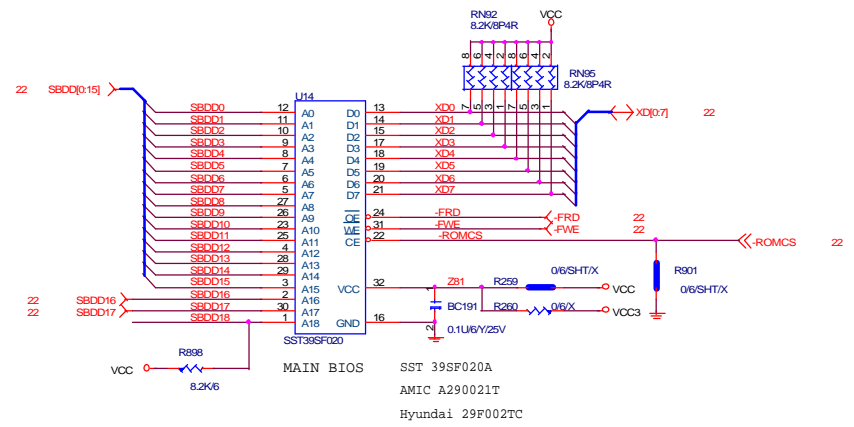 RN92
8.2K/8P4R
VCC
8 6 4 2 8 6 4 2
RN95
8.2K/8P4R
7 5 3 1 7 5 3 1
22 SBDD[0:15]
U14
XD[0:7] 22
SBDD0 12 A0 D0 13 XD0
SBDD1 11 A1 D1 14 XD1
SBDD2 10 A2 D2 15 XD2
SBDD3 9 A3 D3 17 XD3
SBDD4 8 A4 D4 18 XD4
SBDD5 7 A5 D5 19 XD5
SBDD6 6 A6 D6 20 XD6
SBDD7 5 A7 D7 21 XD7
SBDD8 27 A8
SBDD9 26 A9 OE 24 -FRD -FRD 22
SBDD10 23 A10 WE 31 -FWE -FWE 22
SBDD11 25 A11 CE 22 -ROMCS -ROMCS 22
SBDD12 4 A12
SBDD13 28 A13
SBDD14 29 A14
SBDD15 3 A15 VCC 32 Z81 R259 0/6/SHT/X VCC
R901
0/6/SHT/X
22 SBDD16 SBDD16 2 A16
22 SBDD17 SBDD17 30 A17
1 BC191 R260 0/6/X VCC3
SBDD18 1 A18 GND 16
2 0.1U/6/Y/25V
SST39SF020
R898
VCC
8.2K/6
MAIN BIOS
SST 39SF020A
AMIC A290021T
Hyundai 29F002TC